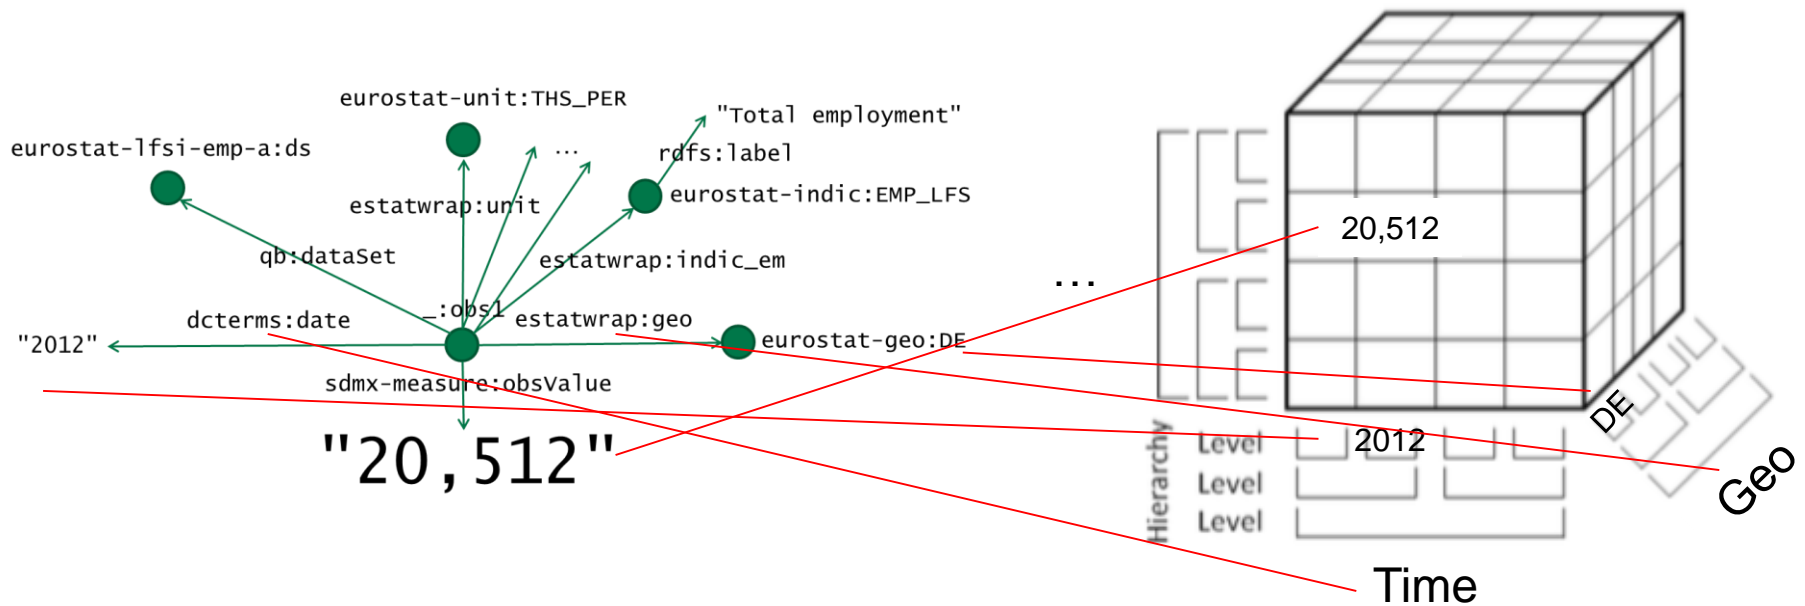 eurostat-unit:THS_PER
"Total employment"
eurostat-lfsi-emp-a:ds
...
rdfs:label
eurostat-indic:EMP_LFS
estatwrap:unit
qb:dataSet
estatwrap:indic_em
_:obs1
dcterms:date
estatwrap:geo
"2012"
eurostat-geo:DE
sdmx-measure:obsValue
"20,512"
...
20,512
DE
Hierarchy
Level
2012
Level
Level
Geo
Time